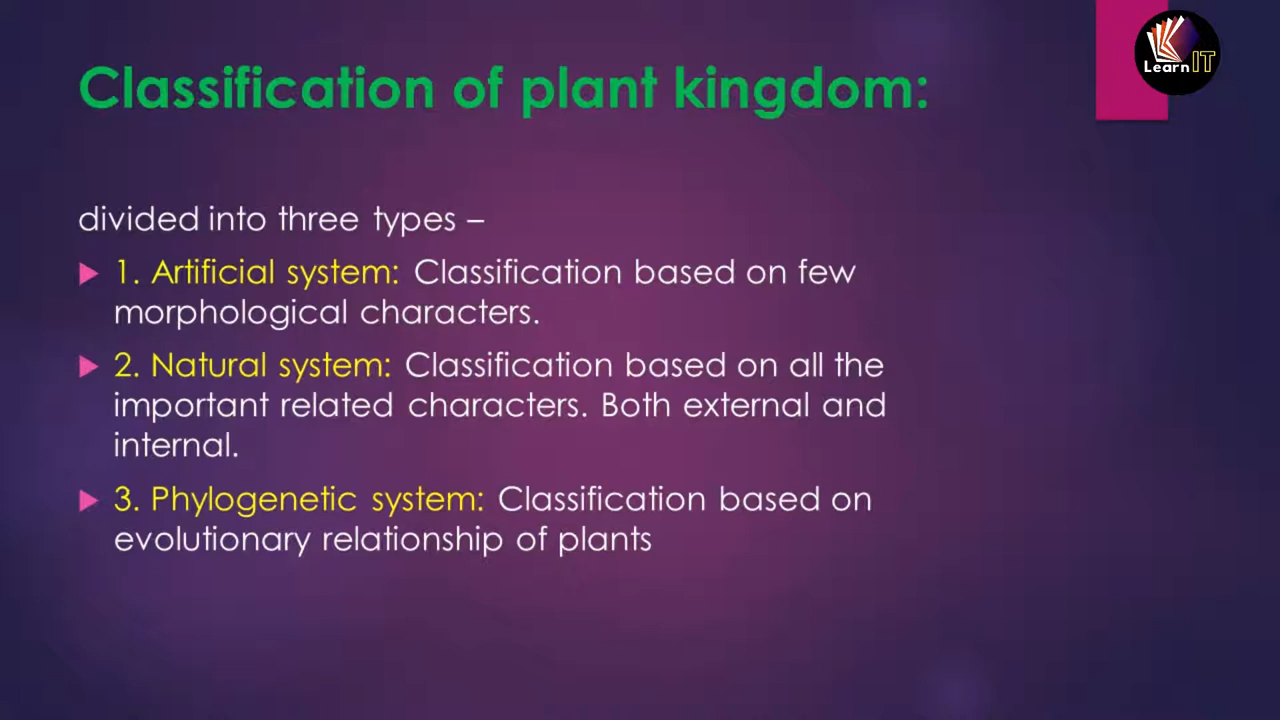 Learn IT
Classification of plant kingdom:
divided into three types –
1. Artificial system: Classification based on few
morphological characters.
2. Natural system: Classification based on all the
important related characters. Both external and
internal.
3. Phylogenetic system: Classification based on
evolutionary relationship of plants